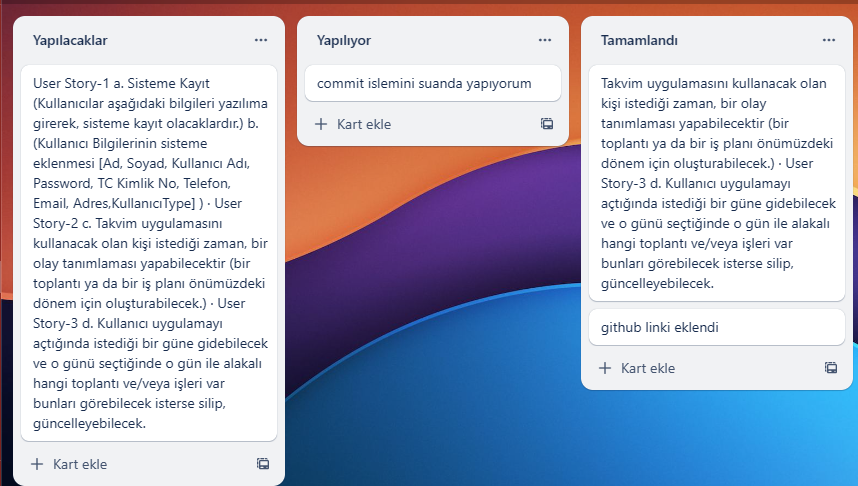 Yapılacaklar
User Story-1 a. Sisteme Kayıt
(Kullanıcılar aşağıdaki bilgileri yazılıma
girerek, sisteme kayıt olacaklardır.) b.
(Kullanıcı Bilgilerinin sisteme
eklenmesi [Ad, Soyad, Kullanıcı Adı,
Password, TC Kimlik No, Telefon,
Email, Adres,KullanıcıType] ) · User
Story-2 c. Takvim uygulamasını
kullanacak olan kişi istediği zaman, bir
olay tanımlaması yapabilecektir (bir
toplantı ya da bir iş planı önümüzdeki
dönem için oluşturabilecek.) · User
Story-3 d. Kullanıcı uygulamayı
açtığında istediği bir güne gidebilecek
ve o günü seçtiğinde o gün ile alakalı
hangi toplantı ve/veya işleri var
bunları görebilecek isterse silip,
güncelleyebilecek.
+ Kart ekle
Yapılıyor
commit islemini suanda yapıyorum
+ Kart ekle
Tamamlandı
Takvim uygulamasını kullanacak olan
kişi istediği zaman, bir olay
tanımlaması yapabilecektir (bir
toplantı ya da bir iş planı önümüzdeki
dönem için oluşturabilecek.) · User
Story-3 d. Kullanıcı uygulamayı
açtığında istediği bir güne gidebilecek
ve o günü seçtiğinde o gün ile alakalı
hangi toplantı ve/veya işleri var
bunları görebilecek isterse silip,
güncelleyebilecek.
github linki eklendi
+ Kart ekle